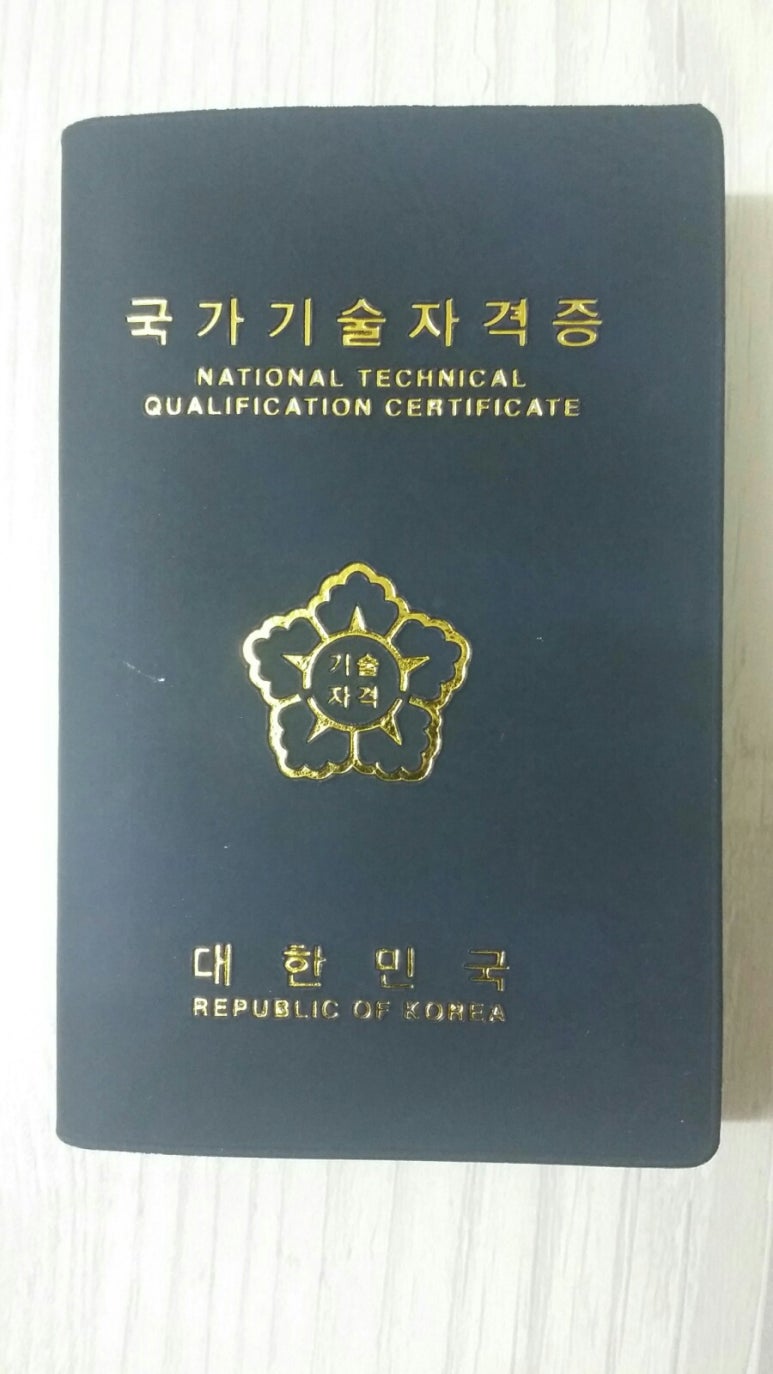 국가기술자격증
NATIONAL TECHNICAL
QUALIFICATION CERTIFICATE
기술
자격
대한민국
REPUBLIC OF KOREA